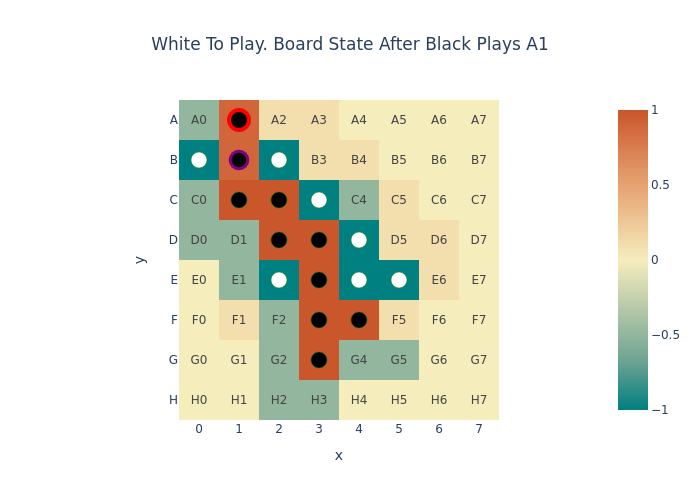 White To Play. Board State After Black Plays A1
A A0 A2 A3 A4 A5 A6 A7
B B3 B4 B5 B6 B7
C C0 C4 C5 C6 C7
D D0 D1 D5 D6 D7
E E0 E1 E6 E7
F F0 F1 F2 F5 F6 F7
G G0 G1 G2 G4 G5 G6 G7
H H0 H1 H2 H3 H4 H5 H6 H7
0 1 2 3 4 5 6 7
x
y
1
0.5
0
−0.5
−1